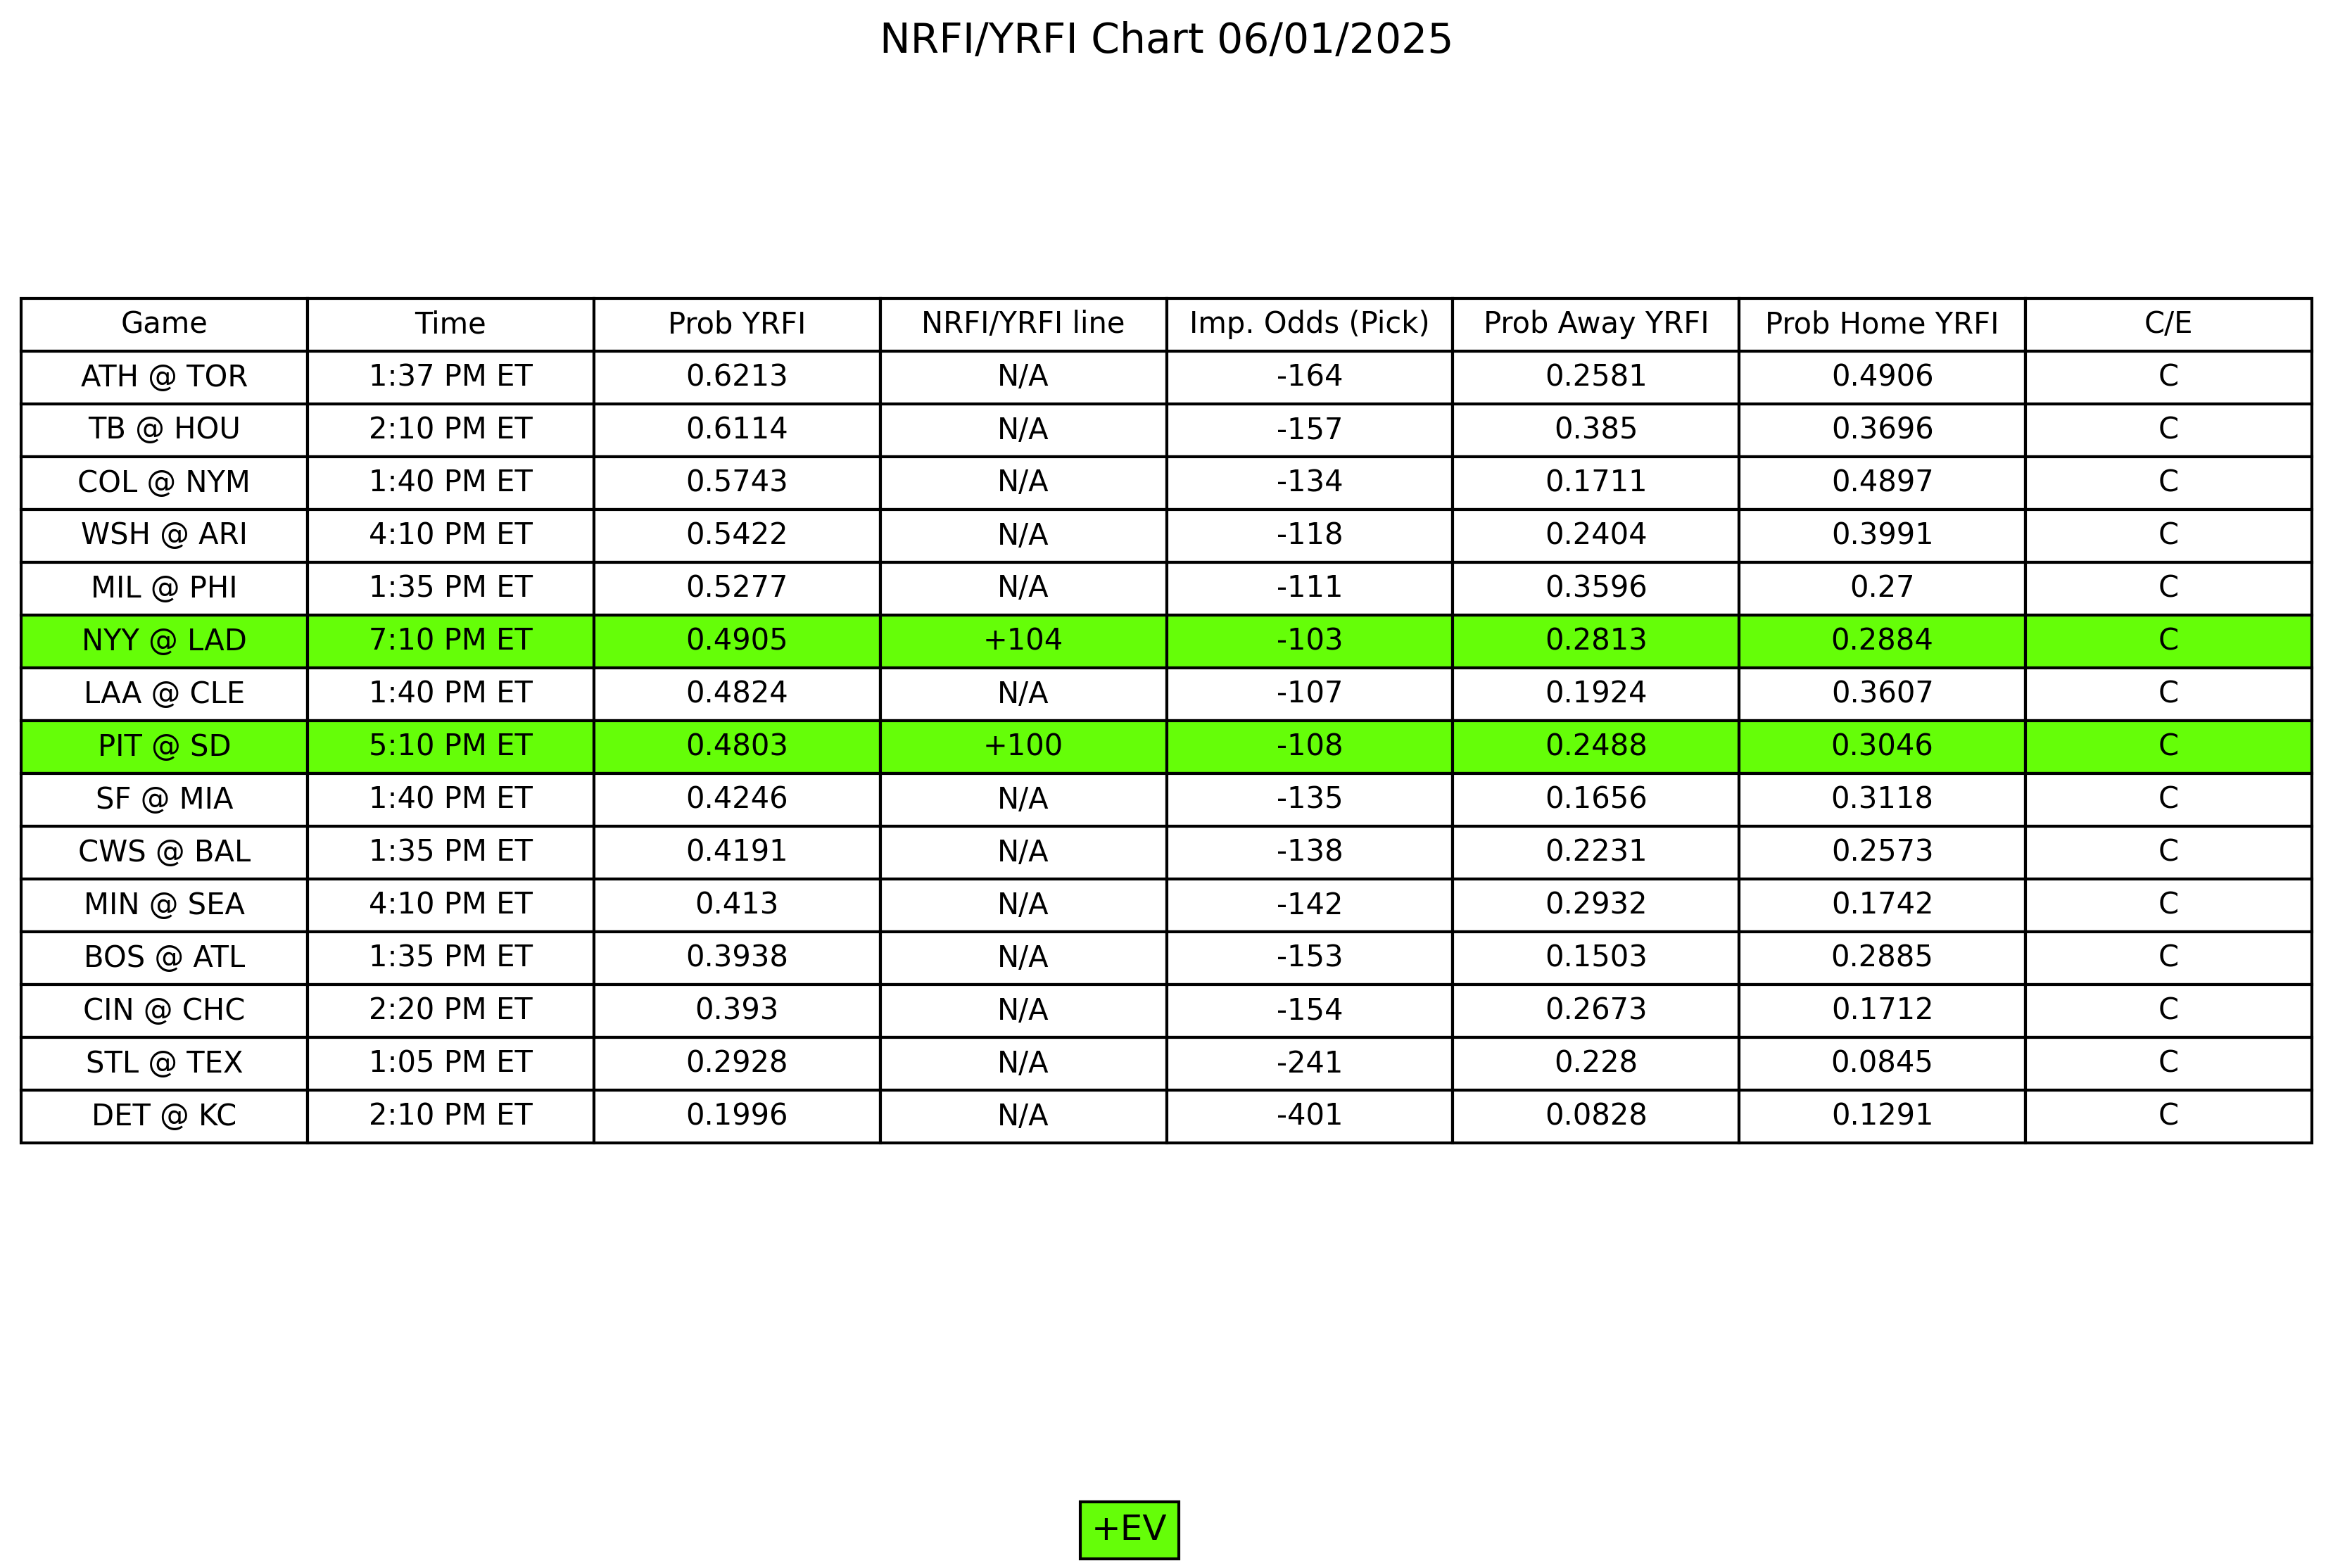 NRFI/YRFI Chart 06/01/2025
Game Time Prob YRFI NRFI/YRFI line Imp. Odds (Pick) Prob Away YRFI Prob Home YRFI C/E
ATH @ TOR 1:37 PM ET 0.6213 N/A -164 0.2581 0.4906 C
TB @ HOU 2:10 PM ET 0.6114 N/A -157 0.385 0.3696 C
COL @ NYM 1:40 PM ET 0.5743 N/A -134 0.1711 0.4897 C
WSH @ ARI 4:10 PM ET 0.5422 N/A -118 0.2404 0.3991 C
MIL @ PHI 1:35 PM ET 0.5277 N/A -111 0.3596 0.27 C
NYY @ LAD 7:10 PM ET 0.4905 +104 -103 0.2813 0.2884 C
LAA @ CLE 1:40 PM ET 0.4824 N/A -107 0.1924 0.3607 C
PIT @ SD 5:10 PM ET 0.4803 +100 -108 0.2488 0.3046 C
SF @ MIA 1:40 PM ET 0.4246 N/A -135 0.1656 0.3118 C
CWS @ BAL 1:35 PM ET 0.4191 N/A -138 0.2231 0.2573 C
MIN @ SEA 4:10 PM ET 0.413 N/A -142 0.2932 0.1742 C
BOS @ ATL 1:35 PM ET 0.3938 N/A -153 0.1503 0.2885 C
CIN @ CHC 2:20 PM ET 0.393 N/A -154 0.2673 0.1712 C
STL @ TEX 1:05 PM ET 0.2928 N/A -241 0.228 0.0845 C
DET @ KC 2:10 PM ET 0.1996 N/A -401 0.0828 0.1291 C
+EV